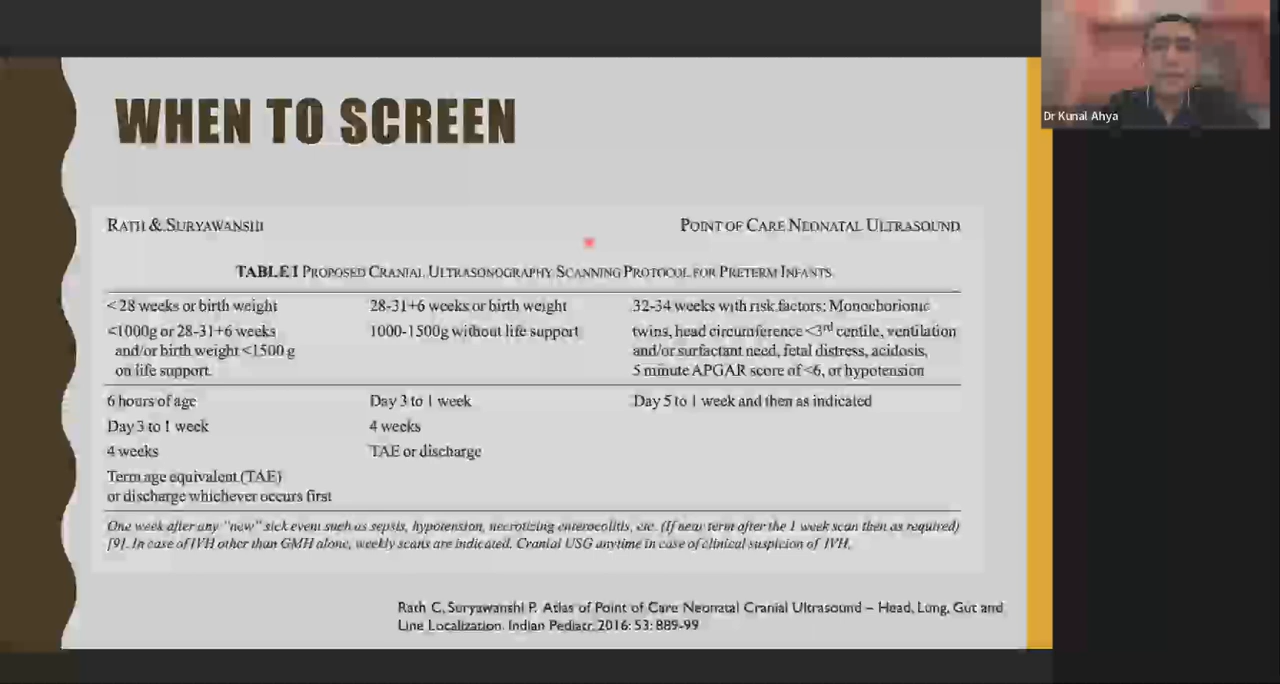 WHEN TO SCREEN
Dr Kunal Ahya
RATH & SURYAWANSHI
POINT OF CARE NEONATAL ULTRASOUND
TABLE I PROPOSED CRANIAL ULTRASONOGRAPHY SCANNING PROTOCOL FOR PRETERM INFANTS
< 28 weeks or birth weight
<1000g or 28-31+6 weeks
and/or birth weight <1500 g
on life support.
28-31+6 weeks or birth weight
1000-1500g without life support
32-34 weeks with risk factors: Monochorionic
twins, head circumference <3rd centile, ventilation
and/or surfactant need, fetal distress, acidosis,
5 minute APGAR score of <6, or hypotension
6 hours of age
Day 3 to 1 week
4 weeks
Term age equivalent (TAE)
or discharge whichever occurs first
Day 3 to 1 week
4 weeks
TAE or discharge
Day 5 to 1 week and then as indicated
One week after any "new" sick event such as sepsis, hypotension, necrotizing enterocolitis, etc. (If near term after the 1 week scan then as required)
[9]. In case of IVH other than GMH alone, weekly scans are indicated. Cranial USG anytime in case of clinical suspicion of IVH.
Rath C, Suryawanshi P. Atlas of Point of Care Neonatal Cranial Ultrasound – Head, Lung, Gut and
Line Localization. Indian Pediatr. 2016: 53: 889-99